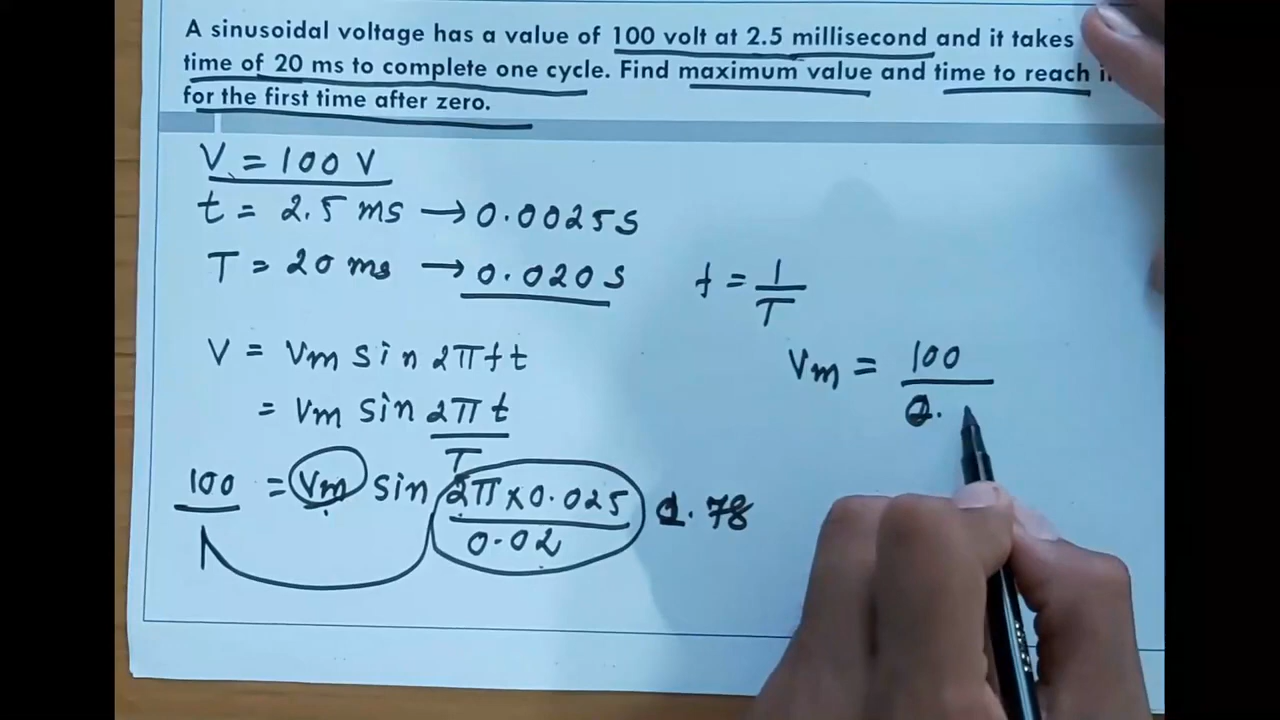 A sinusoidal voltage has a value of 100 volt at 2.5 millisecond and it takes
time of 20 ms to complete one cycle. Find maximum value and time to reach
for the first time after zero.
V = 100 V
t = 2.5 ms → 0.0025 S
T = 20 ms → 0.020 S
f = 1/T
V = Vm sin 2πft
= Vm sin 2πt/T
100 = Vm sin 2π×0.025/0.02 0.78
Vm = 100/0.